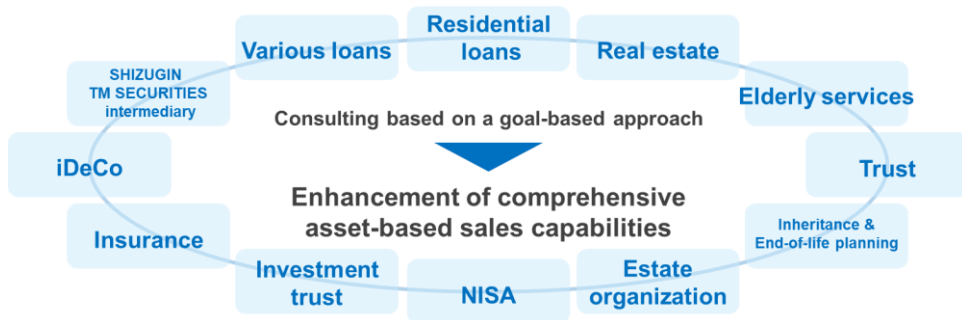 Residential
loans
Various loans
Real estate
SHIZUGIN
TM SECURITIES
intermediary
Elderly services
Consulting based on a goal-based approach
iDeCo
Trust
Enhancement of comprehensive
asset-based sales capabilities
Insurance
Inheritance &
End-of-life planning
Investment
trust
NISA
Estate
organization